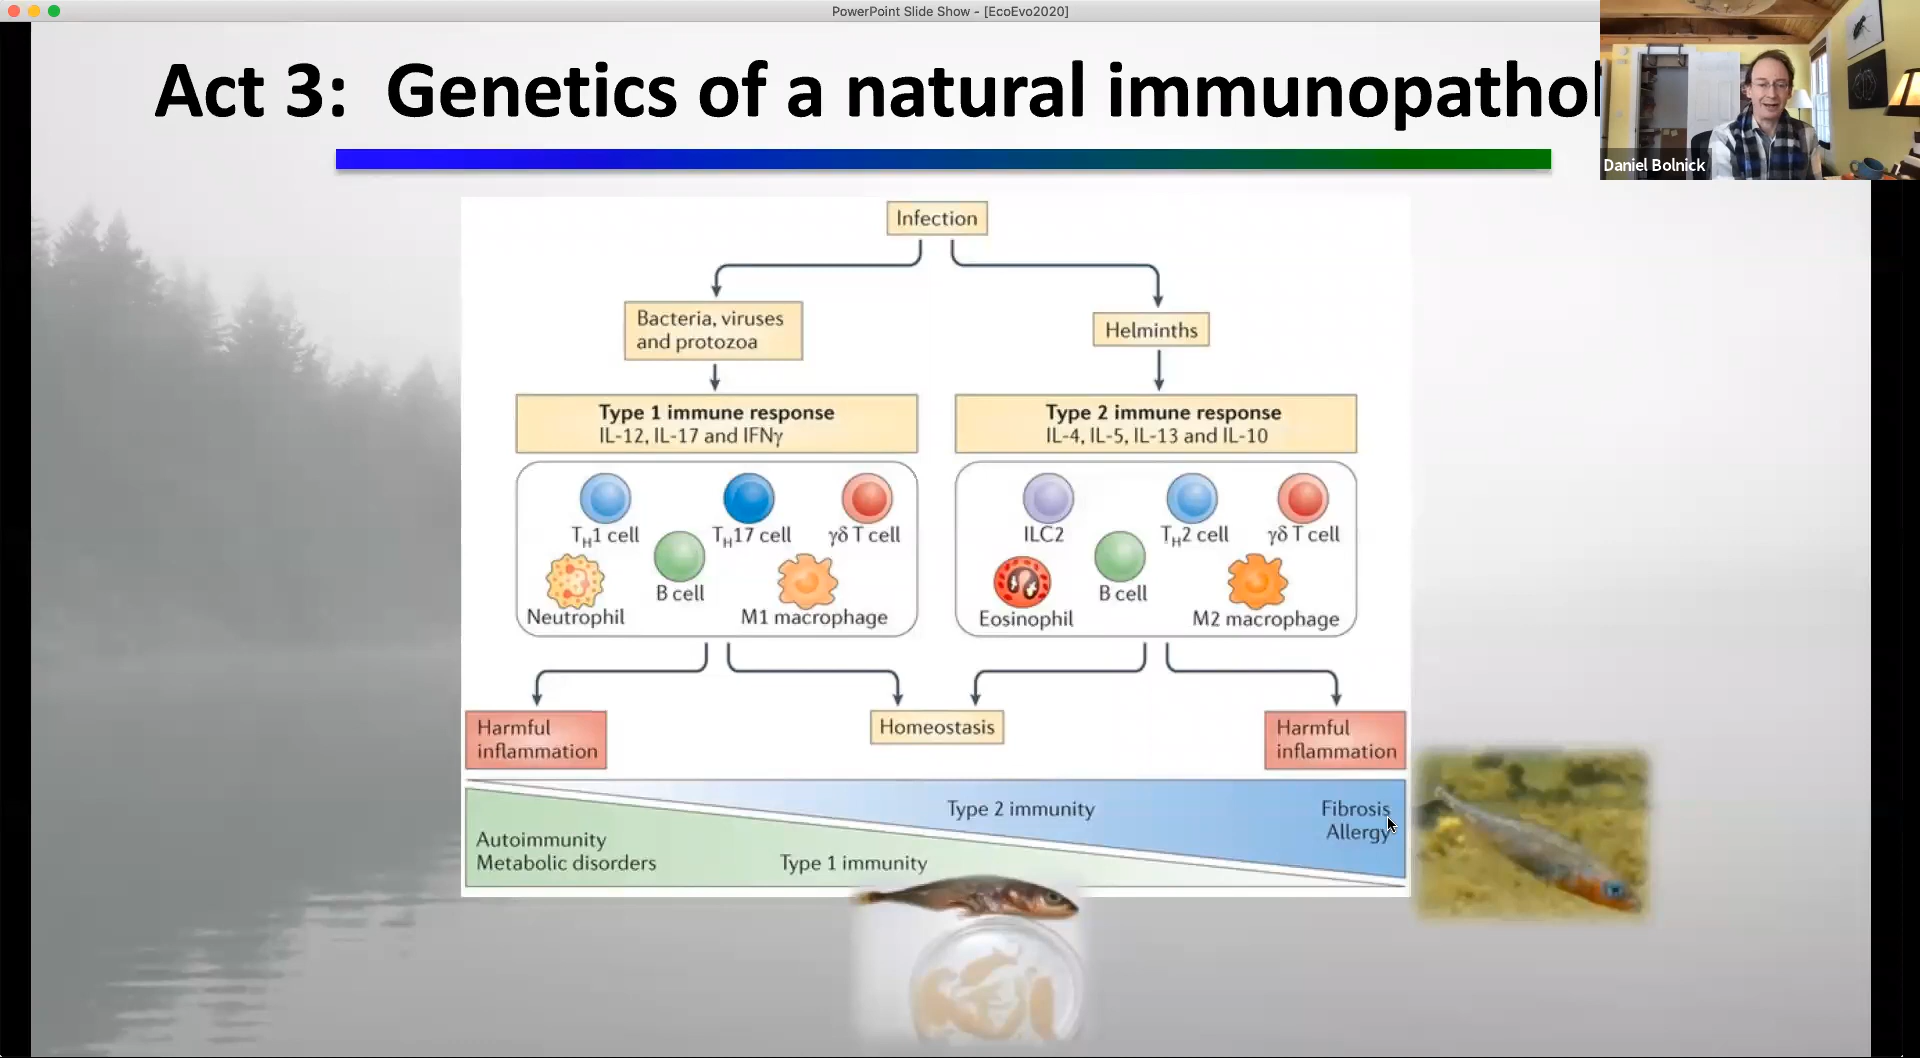 PowerPoint Slide Show - [EcoEvo2020]
Act 3: Genetics of a natural immunopathol
Daniel Bolnick
Infection
Bacteria, viruses
and protozoa
Helminths
Type 1 immune response
IL-12, IL-17 and IFNγ
Type 2 immune response
IL-4, IL-5, IL-13 and IL-10
TH1 cell
TH17 cell
γδ T cell
Neutrophil
B cell
M1 macrophage
ILC2
TH2 cell
γδ T cell
Eosinophil
B cell
M2 macrophage
Harmful
inflammation
Homeostasis
Harmful
inflammation
Type 2 immunity
Fibrosis
Allergy
Autoimmunity
Metabolic disorders
Type 1 immunity